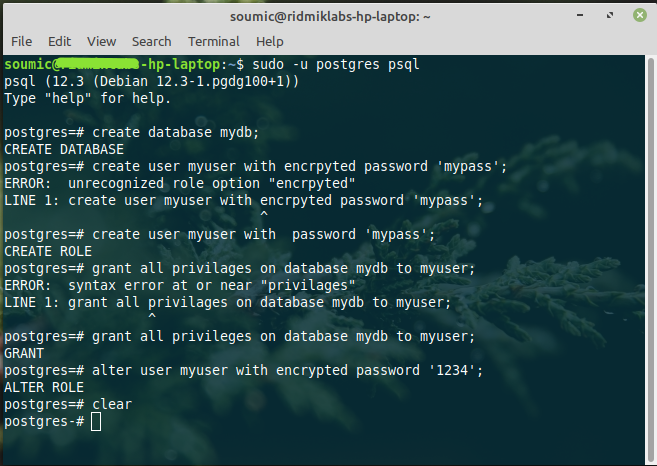 soumic@ridmiklabs-hp-laptop: ~
File Edit View Search Terminal Help
soumic@ridmiklabs-hp-laptop:~$ sudo -u postgres psql
psql (12.3 (Debian 12.3-1.pgdg100+1))
Type "help" for help.
postgres=# create database mydb;
CREATE DATABASE
postgres=# create user myuser with encrpyted password 'mypass';
ERROR:  unrecognized role option "encrpyted"
LINE 1: create user myuser with encrpyted password 'mypass';
^
postgres=# create user myuser with  password 'mypass';
CREATE ROLE
postgres=# grant all privilages on database mydb to myuser;
ERROR:  syntax error at or near "privilages"
LINE 1: grant all privilages on database mydb to myuser;
^
postgres=# grant all privileges on database mydb to myuser;
GRANT
postgres=# alter user myuser with encrypted password '1234';
ALTER ROLE
postgres=# clear
postgres-#